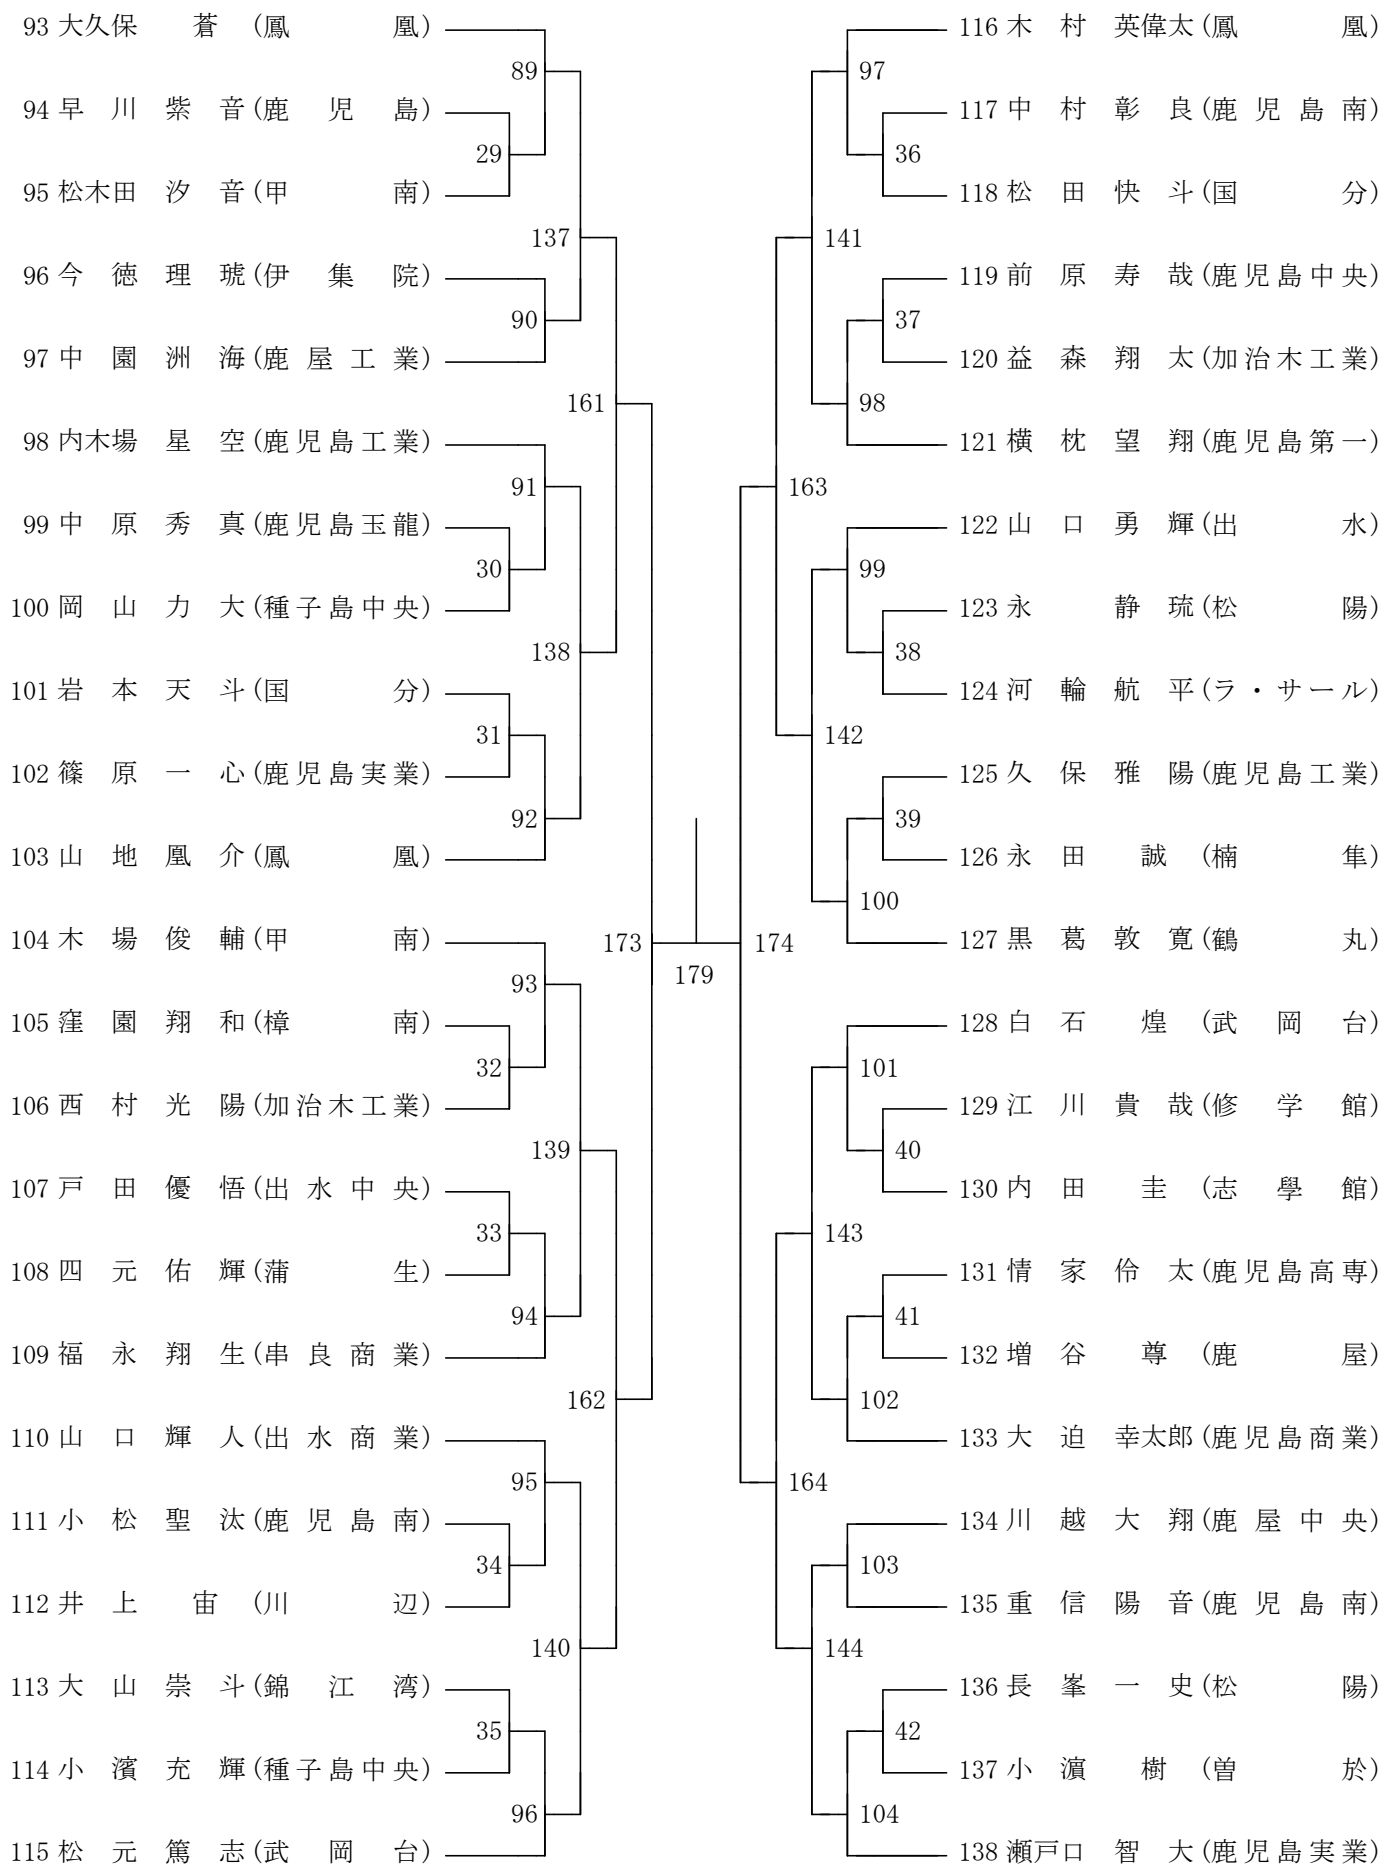 93 大久保 蒼 (鳳 凰)
89
94 早 川 紫 音 (鹿 児 島)
29
95 松木田 汐 音 (甲 南)
137
96 今 徳 理 琥 (伊 集 院)
90
97 中 園 洲 海 (鹿 屋 工 業)
161
98 内木場 星 空 (鹿児島工業)
91
99 中 原 秀 真 (鹿児島玉龍)
30
100 岡 山 力 大 (種子島中央)
138
101 岩 本 天 斗 (国 分)
31
102 篠 原 一 心 (鹿児島実業)
92
103 山 地 凰 介 (鳳 凰)
104 木 場 俊 輔 (甲 南)
173
93
105 窪 園 翔 和 (樟 南)
32
106 西 村 光 陽 (加治木工業)
139
107 戸 田 優 悟 (出 水 中 央)
33
108 四 元 佑 輝 (蒲 生)
94
109 福 永 翔 生 (串 良 商 業)
162
110 山 口 輝 人 (出 水 商 業)
95
111 小 松 聖 汰 (鹿 児 島 南)
34
112 井 上 宙 (川 辺)
140
113 大 山 崇 斗 (錦 江 湾)
35
114 小 濱 充 輝 (種子島中央)
96
115 松 元 篤 志 (武 岡 台)
179
116 木 村 英偉太 (鳳 凰)
97
117 中 村 彰 良 (鹿 児 島 南)
36
118 松 田 快 斗 (国 分)
141
119 前 原 寿 哉 (鹿児島中央)
37
120 益 森 翔 太 (加治木工業)
98
121 横 枕 望 翔 (鹿児島第一)
163
122 山 口 勇 輝 (出 水)
99
123 永 静 琉 (松 陽)
38
124 河 輪 航 平 (ラ・サール)
142
125 久 保 雅 陽 (鹿児島工業)
39
126 永 田 誠 (楠 隼)
100
127 黒 葛 敦 寛 (鶴 丸)
174
128 白 石 煌 (武 岡 台)
101
129 江 川 貴 哉 (修 学 館)
40
130 内 田 圭 (志 學 館)
143
131 情 家 伶 太 (鹿児島高専)
41
132 増 谷 尊 (鹿 屋)
102
133 大 迫 幸太郎 (鹿児島商業)
164
134 川 越 大 翔 (鹿 屋 中 央)
103
135 重 信 陽 音 (鹿 児 島 南)
144
136 長 峯 一 史 (松 陽)
42
137 小 濵 樹 (曽 於)
104
138 瀬戸口 智 大 (鹿児島実業)